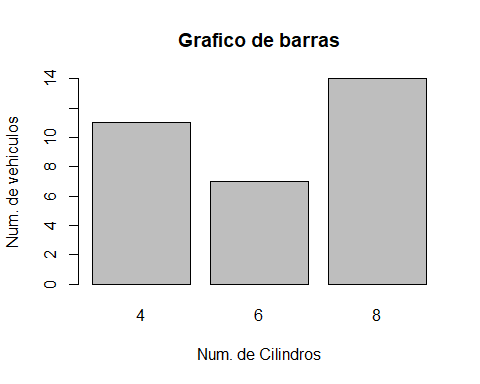 Grafico de barras
Num. de vehiculos
14
10
8
6
4
2
0
4 6 8
Num. de Cilindros